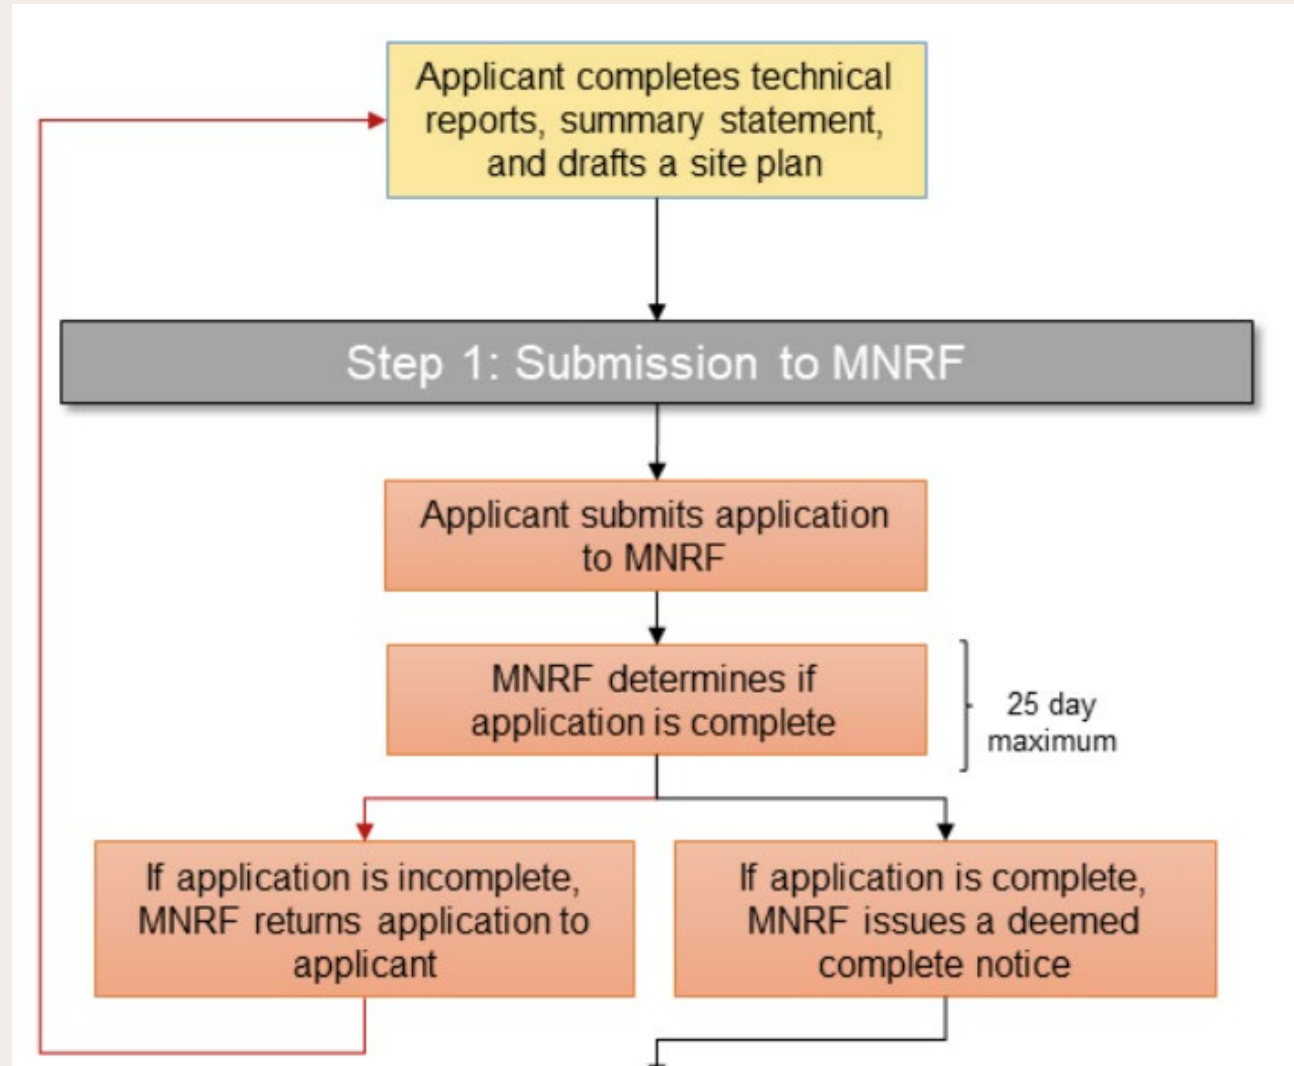 Applicant completes technical
reports, summary statement,
and drafts a site plan
Step 1: Submission to MNRF
Applicant submits application
to MNRF
MNRF determines if
application is complete
25 day
maximum
If application is incomplete,
MNRF returns application to
applicant
If application is complete,
MNRF issues a deemed
complete notice